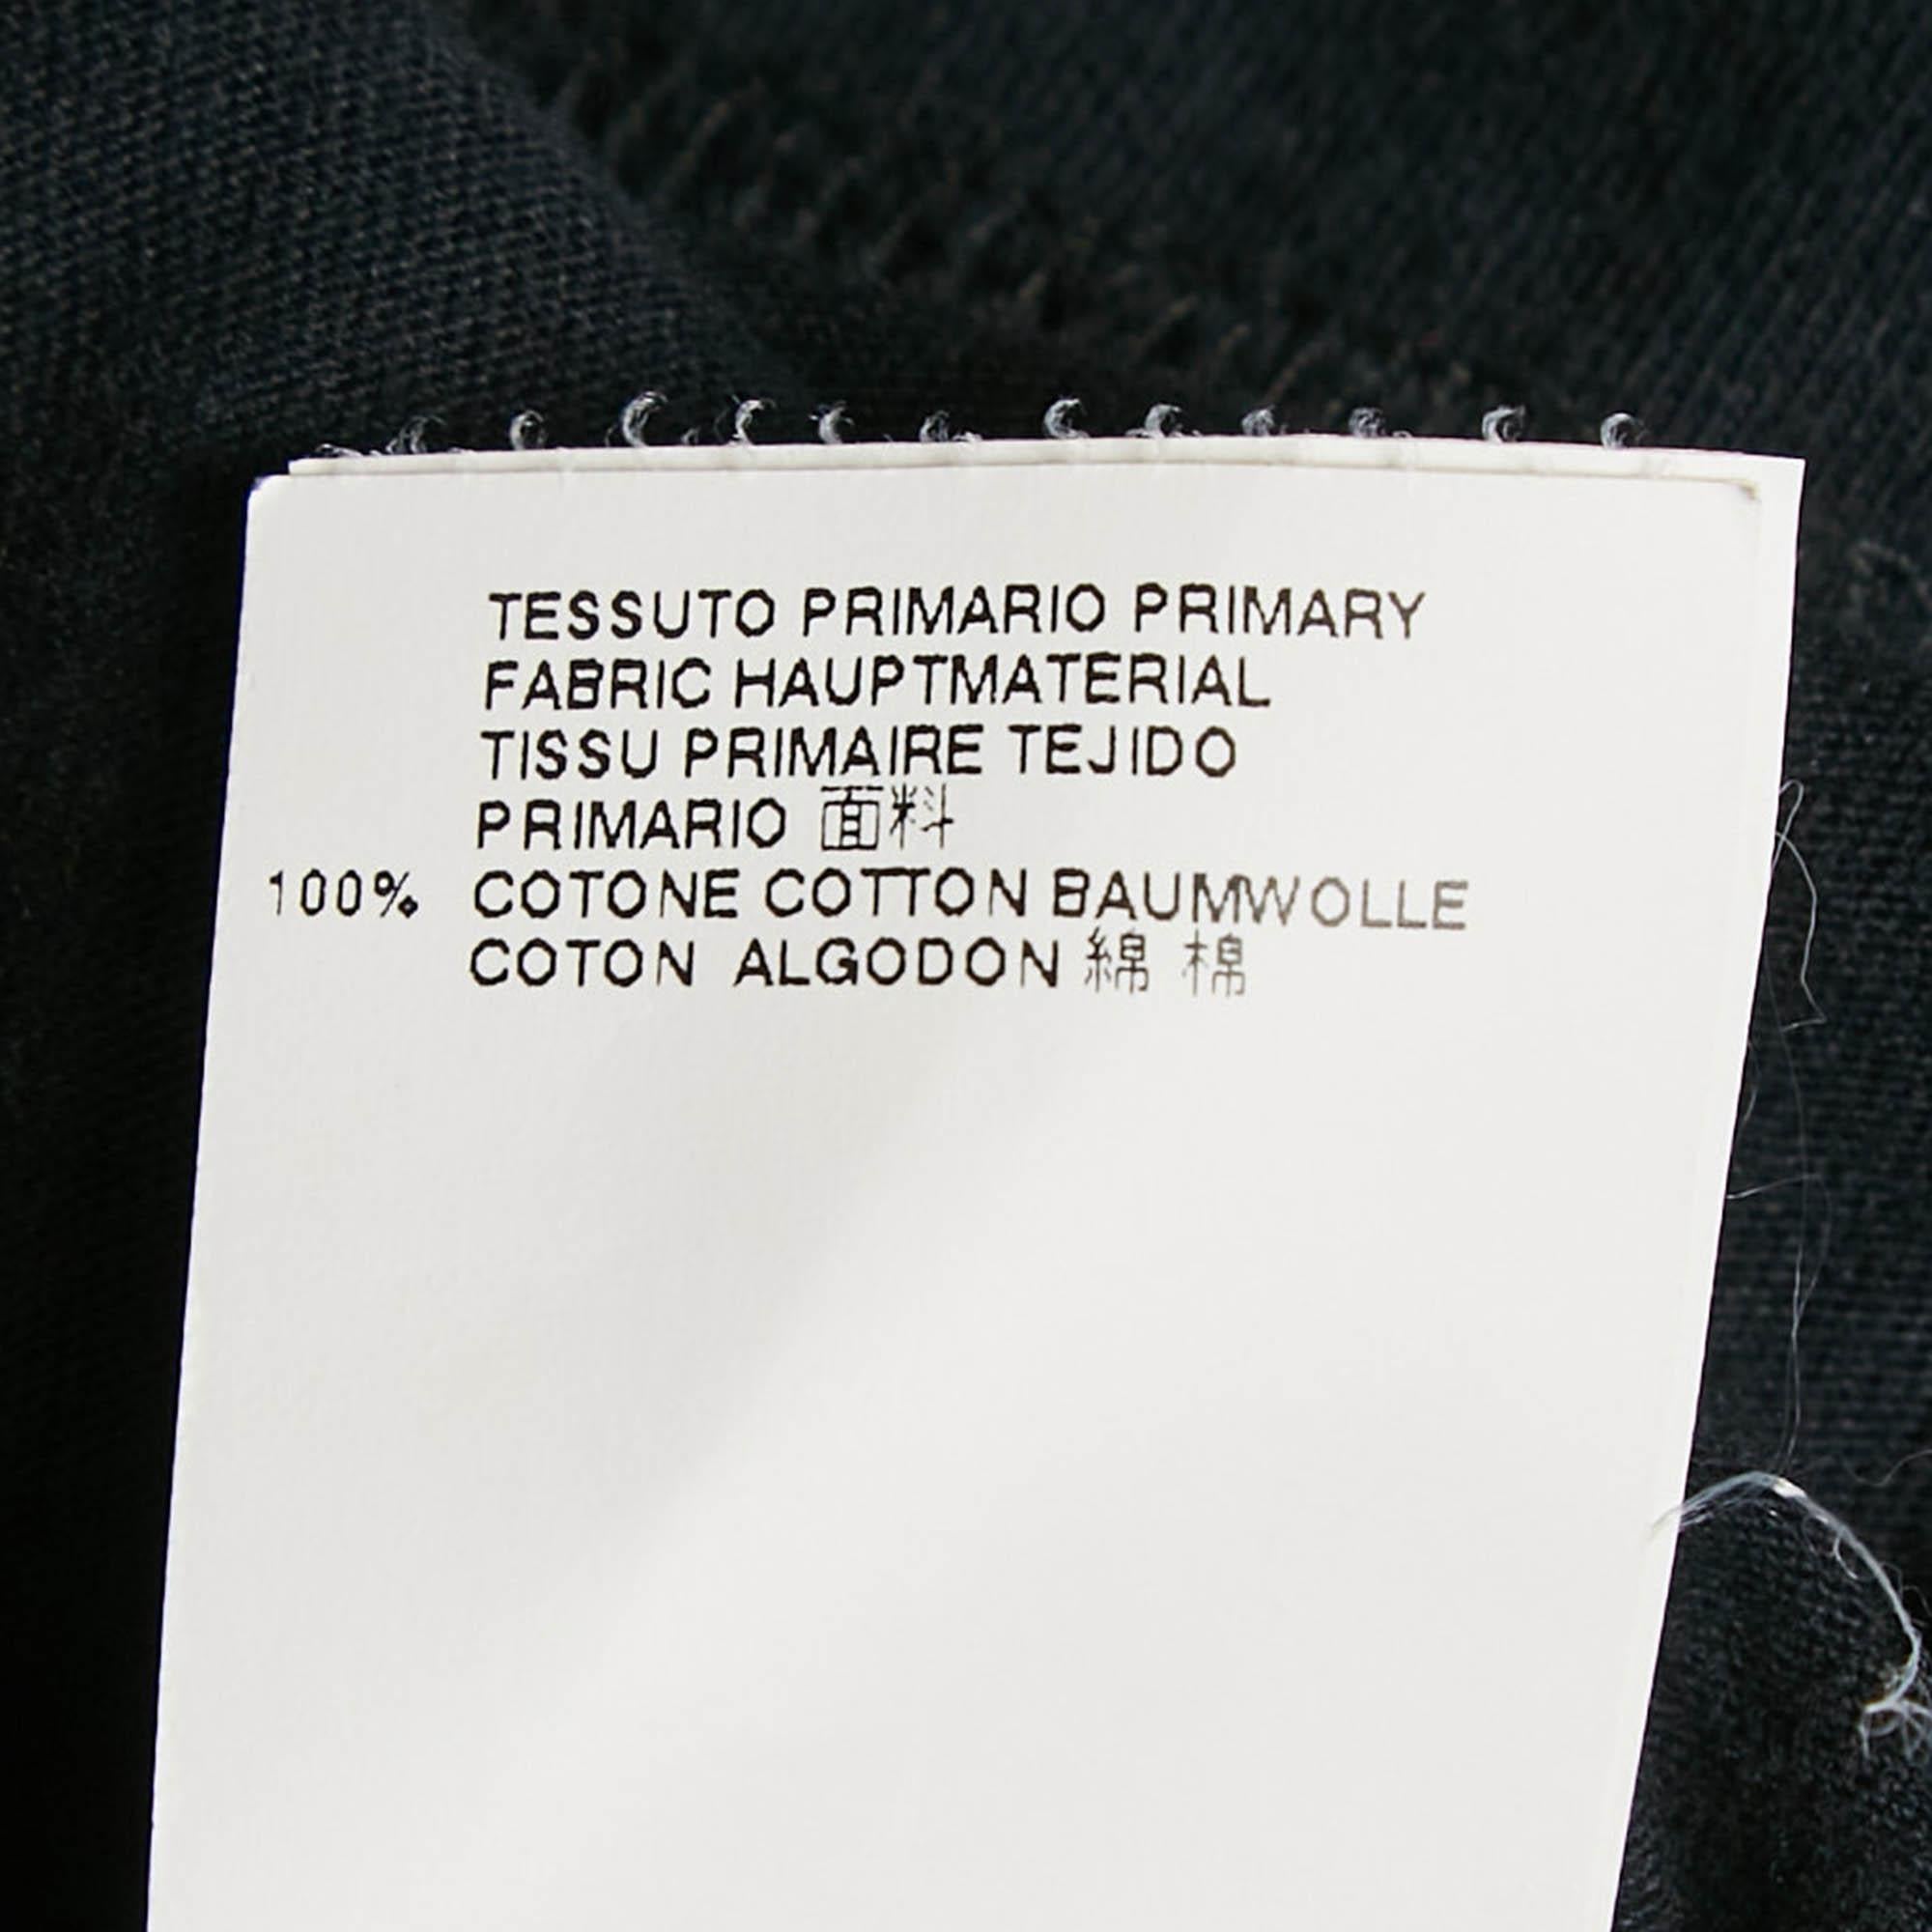 TESSUTO PRIMARIO PRIMARY
FABRIC HAUPTMATERIAL
TISSU PRIMAIRE TEJIDO
PRIMARIO 面料
100% COTONE COTTON BAUMWOLLE
COTON ALGODON 綿 棉